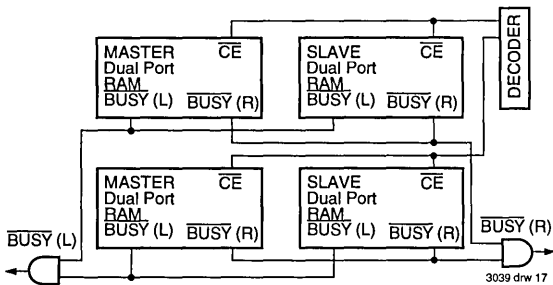 MASTER
Dual Port
RAM
BUSY (L) BUSY (R)
CE
SLAVE
Dual Port
RAM
BUSY (L) BUSY (R)
CE
DECODER
MASTER
Dual Port
RAM
BUSY (L) BUSY (R)
CE
SLAVE
Dual Port
RAM
BUSY (L) BUSY (R)
CE
BUSY (L)
BUSY (R)
3039 drw 17